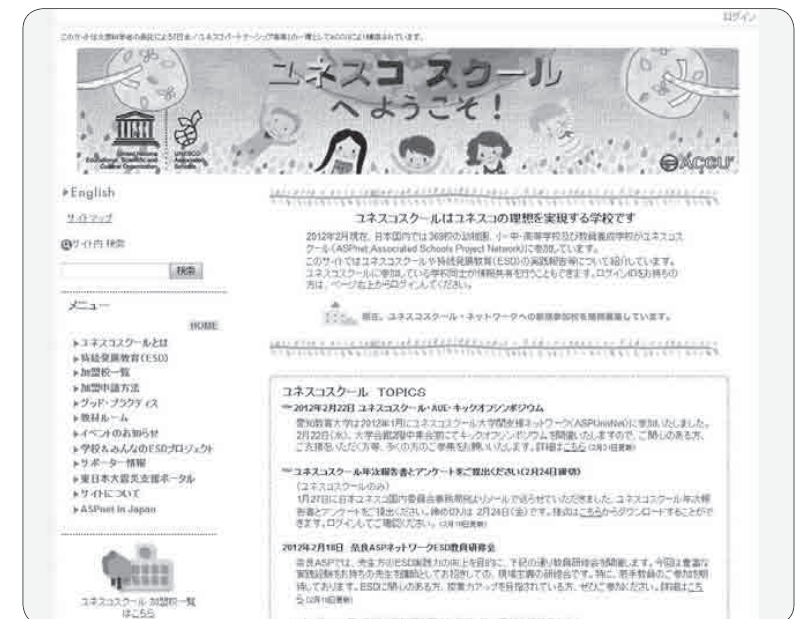 ログイン
このサイトは文部科学省の委託による「日本/ユネスコパートナーシップ事業」の一環としてACCUにより構築されています。
ユネスコ スクール
へ ようこそ!
United Nations
Educational, Scientific and
Cultural Organization
UNESCO
Associated
Schools
ACCU
English
サイトマップ
サイト内 検索
検索
メニュー
HOME
ユネスコスクールとは
持続発展教育(ESD)
加盟校一覧
加盟申請方法
グッド・プラクティス
教材ルーム
イベントのお知らせ
学校&みんなのESDプロジェクト
サポーター情報
東日本大震災支援ポータル
サイトについて
ASPnet in Japan
ユネスコスクール 加盟校一覧
はこちら
ユネスコスクールはユネスコの理想を実現する学校です
2012年2月現在、日本国内では369校の幼稚園、小・中・高等学校及び教員養成学校がユネスコス
クール(ASPnet:Associated Schools Project Network)に参加しています。
このサイトではユネスコスクールや持続発展教育(ESD)の実践報告等について紹介しています。
ユネスコスクールに参加している学校同士が情報共有を行うこともできます。ログインIDをお持ちの
方は、ページ右上からログインしてください。
現在、ユネスコスクール・ネットワークへの新規参加校を随時募集しています。
ユネスコスクール TOPICS
2012年2月22日 ユネスコスクール・AUE・キックオフシンポジウム
愛知教育大学は2012年1月にユネスコスクール大学間支援ネットワーク(ASPUnivNet)に参加いたしました。
2月22日(水)、大学会館2階中集会室にてキックオフシンポジウムを開催いたしますので、ご関心のある方、
ご支援をいただく方等、多くの方のご参集をお願いいたします。詳細はこちら
ユネスコスクール年次報告書とアンケートをご提出ください(2月24日締切)
(ユネスコスクールのみ)
1月27日に日本ユネスコ国内委員会事務局側よりメールで送らせていただきました、ユネスコスクール年次報
告書とアンケートをご提出ください。締め切りは 2月24日(金)です。様式はこちらからダウンロードすることがで
きます。ログインしてご確認ください。
2012年2月18日 奈良ASPネットワークESD教員研修会
奈良ASPでは、先生方のESD実践力の向上を目的に、下記の通り教員研修会を開催します。今回は豊富な
実践経験をお持ちの先生を講師としてお招きしての、現場主義の研修会です。特に、若手教員のご参加を期
待しております。ESDに関心のある方、授業力アップを目指されている方、ぜひご参加ください。詳細はこち
ら